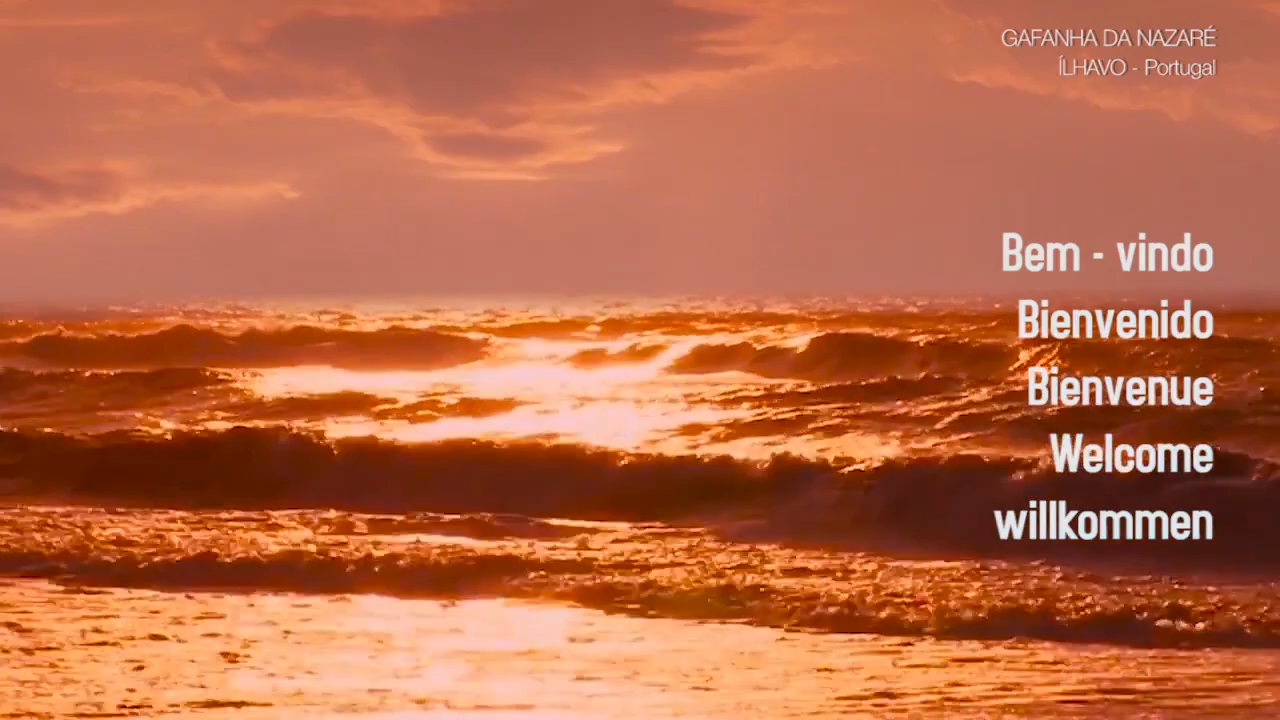 GAFANHA DA NAZARÉ
ÍLHAVO - Portugal
Bem - vindo
Bienvenido
Bienvenue
Welcome
willkommen